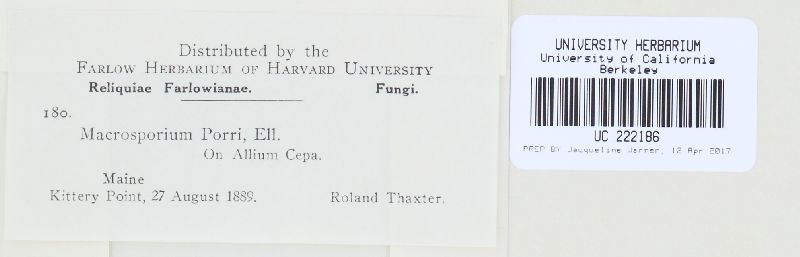 Distributed by the
FARLOW HERBARIUM OF HARVARD UNIVERSITY
Reliquiae Farlowianae. Fungi.
180.
Macrosporium Porri, Ell.
On Allium Cepa.
Maine
Kittery Point, 27 August 1889. Roland Thaxter.
UNIVERSITY HERBARIUM
University of California
Berkeley
UC 222186
PREP BY Jacqueline Jarrer, 12 Apr 2017